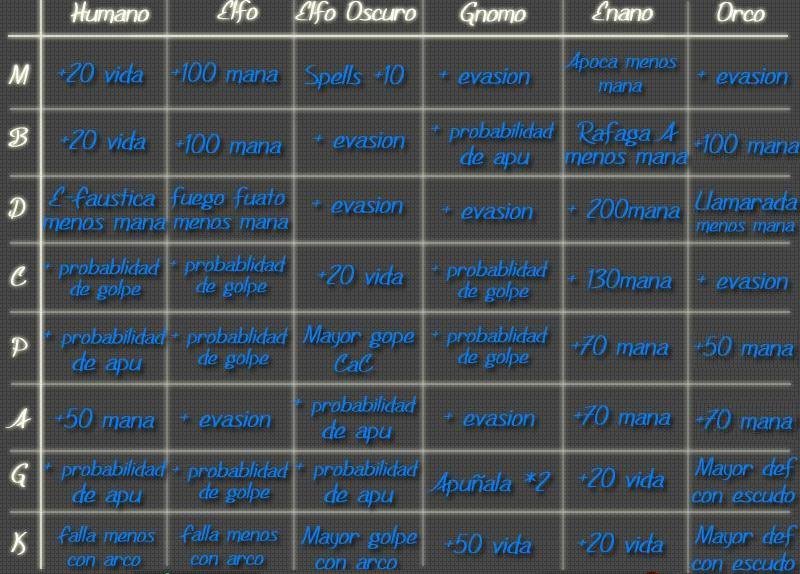 Humano Elfo Elfo Oscuro Gnomo Enano Orco
M +20 vida +100 mana Spells +10 + evasion Apoca menos mana + evasion
B +20 vida +100 mana + evasion + probabilidad de apu Rafaga A menos mana +100 mana
D E-faustica menos mana fuego fuato menos mana + evasion + evasion + 200mana Llamarada menos mana
C + probablidad de golpe + probablidad de golpe +20 vida + probablidad de golpe + 130mana + evasion
P + probabilidad de apu + probablidad de golpe Mayor gope CaC + probablidad de golpe +70 mana +50 mana
A +50 mana + evasion + probabilidad de apu + evasion +70 mana +70 mana
G + probabilidad de apu + probablidad de golpe + probabilidad de apu Apuñala *2 +20 vida Mayor def con escudo
K falla menos con arco falla menos con arco Mayor golpe con arco +50 vida +20 vida Mayor def con escudo